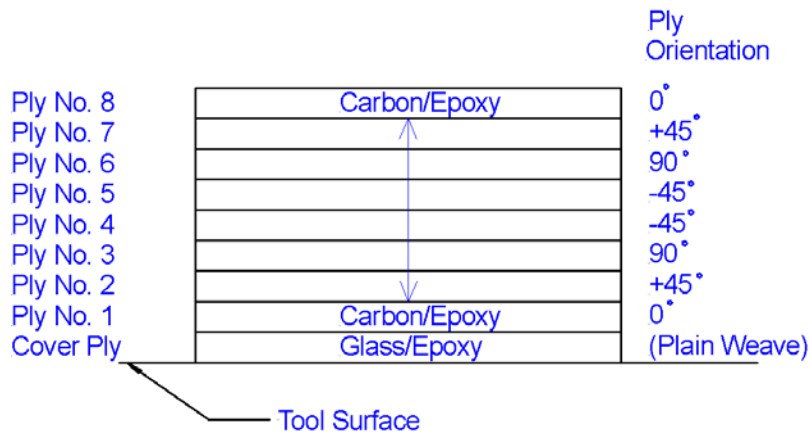 Ply
Orientation
Ply No. 8 Carbon/Epoxy 0°
Ply No. 7 +45°
Ply No. 6 90°
Ply No. 5 -45°
Ply No. 4 -45°
Ply No. 3 90°
Ply No. 2 +45°
Ply No. 1 Carbon/Epoxy 0°
Cover Ply Glass/Epoxy (Plain Weave)
Tool Surface